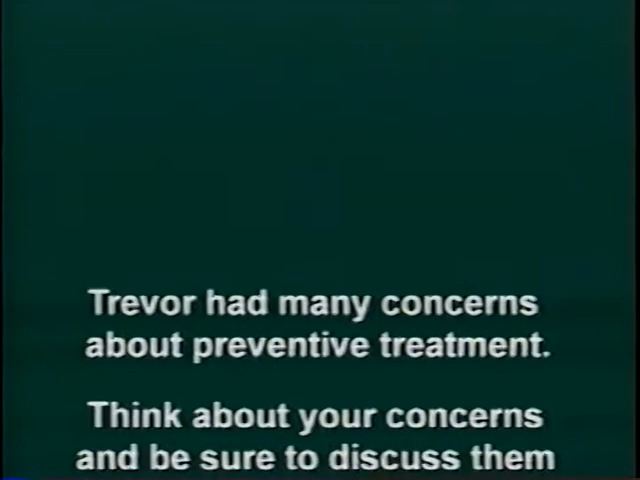 Trevor had many concerns
about preventive treatment.
Think about your concerns
and be sure to discuss them